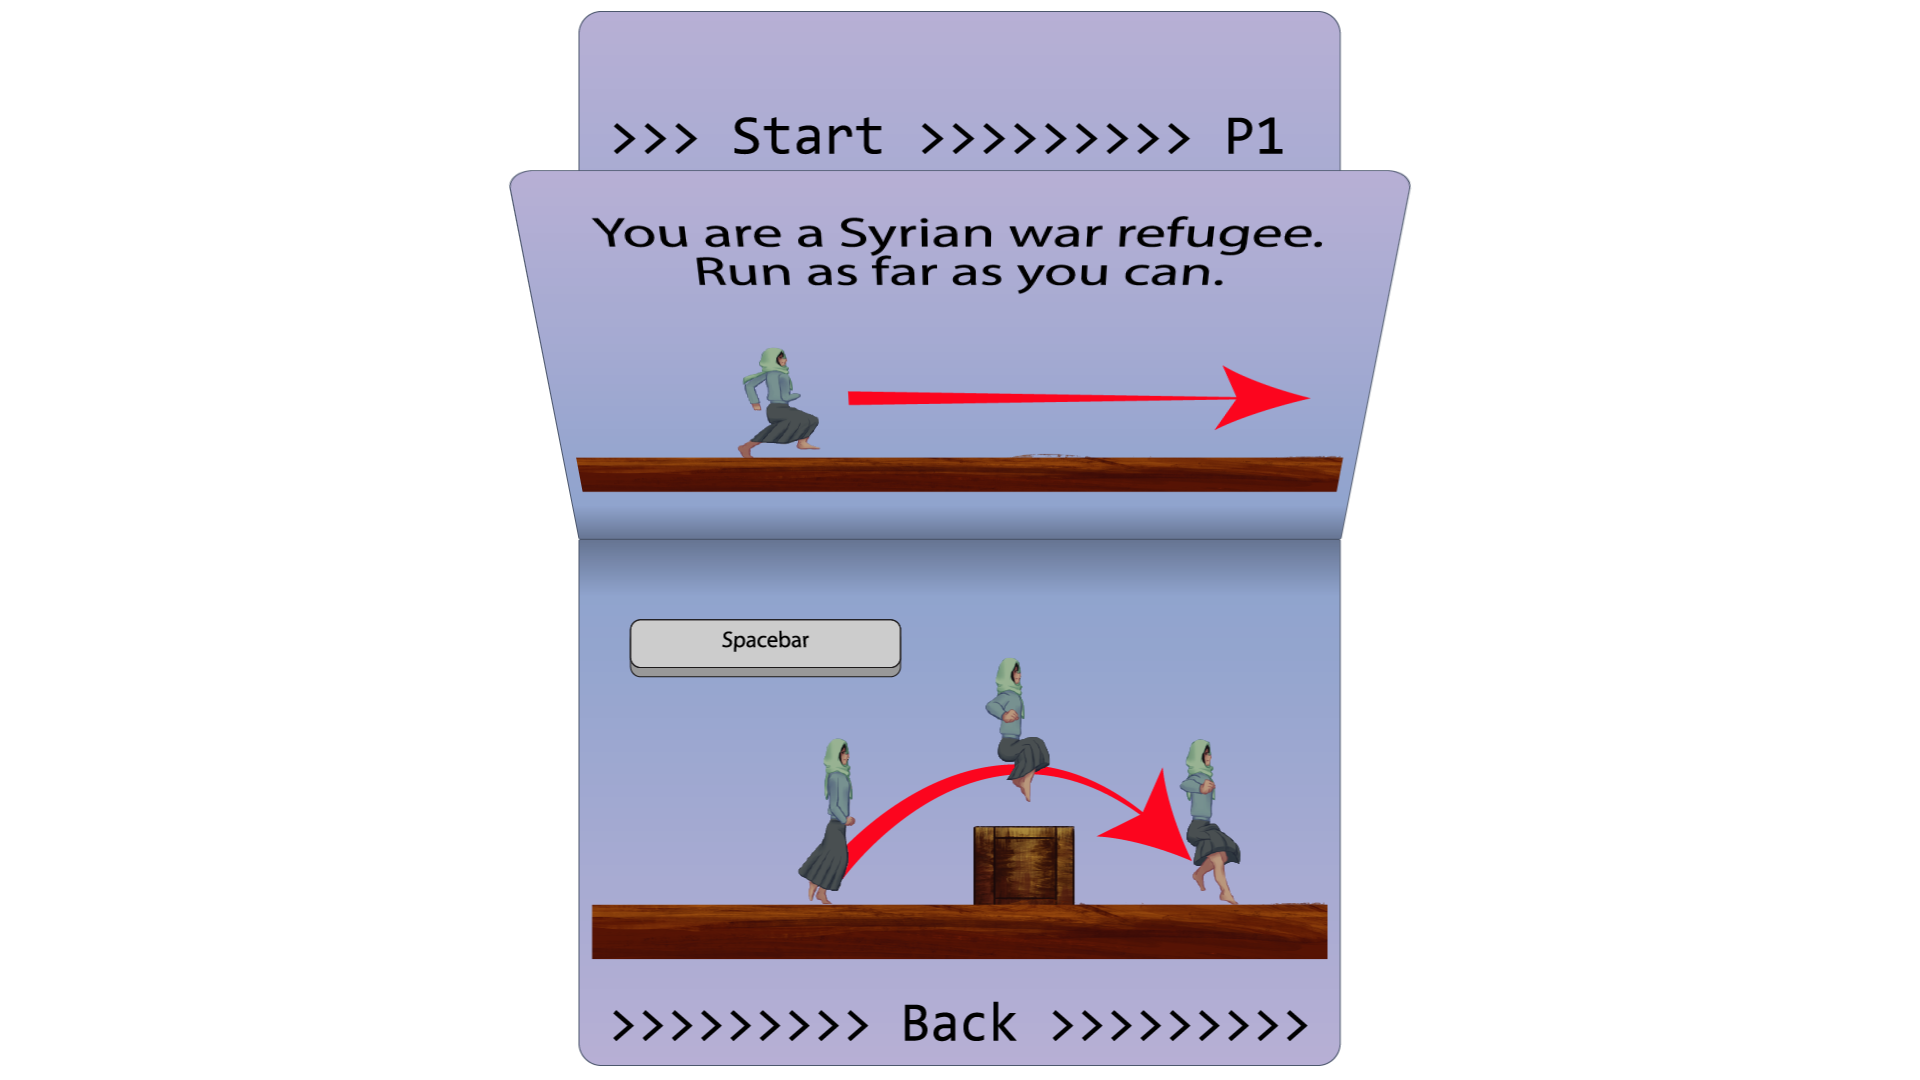 >>> Start >>>>>>>>> P1
You are a Syrian war refugee.
Run as far as you can.
Spacebar
>>>>>>>>> Back >>>>>>>>>